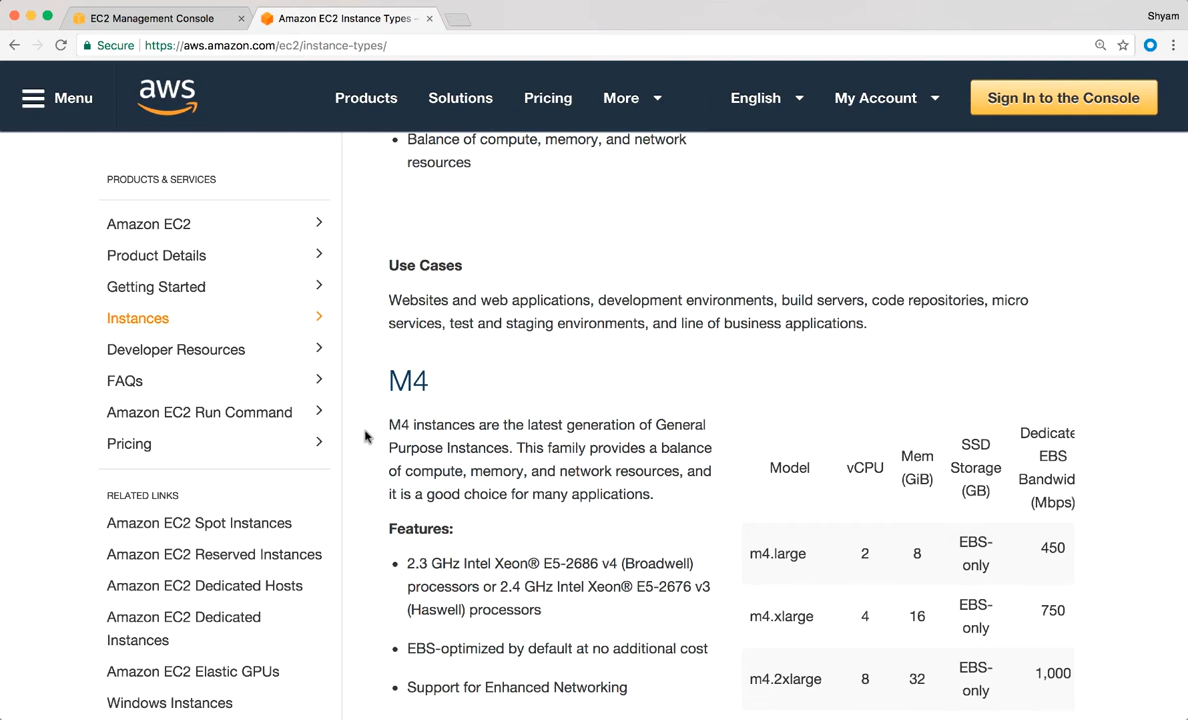 EC2 Management Console
Amazon EC2 Instance Types –
Shyam
Secure
https://aws.amazon.com/ec2/instance-types/
Menu
aws
Products
Solutions
Pricing
More
English
My Account
Sign In to the Console
• Balance of compute, memory, and network
resources
PRODUCTS & SERVICES
Amazon EC2
Product Details
Getting Started
Instances
Developer Resources
FAQs
Amazon EC2 Run Command
Pricing
RELATED LINKS
Amazon EC2 Spot Instances
Amazon EC2 Reserved Instances
Amazon EC2 Dedicated Hosts
Amazon EC2 Dedicated
Instances
Amazon EC2 Elastic GPUs
Windows Instances
Use Cases
Websites and web applications, development environments, build servers, code repositories, micro
services, test and staging environments, and line of business applications.
M4
M4 instances are the latest generation of General
Purpose Instances. This family provides a balance
of compute, memory, and network resources, and
it is a good choice for many applications.
Features:
• 2.3 GHz Intel Xeon® E5-2686 v4 (Broadwell)
processors or 2.4 GHz Intel Xeon® E5-2676 v3
(Haswell) processors
• EBS-optimized by default at no additional cost
• Support for Enhanced Networking
Model
vCPU
Mem
(GiB)
SSD
Storage
(GB)
Dedicate
EBS
Bandwid
(Mbps)
m4.large
2
8
EBS-
only
450
m4.xlarge
4
16
EBS-
only
750
m4.2xlarge
8
32
EBS-
only
1,000